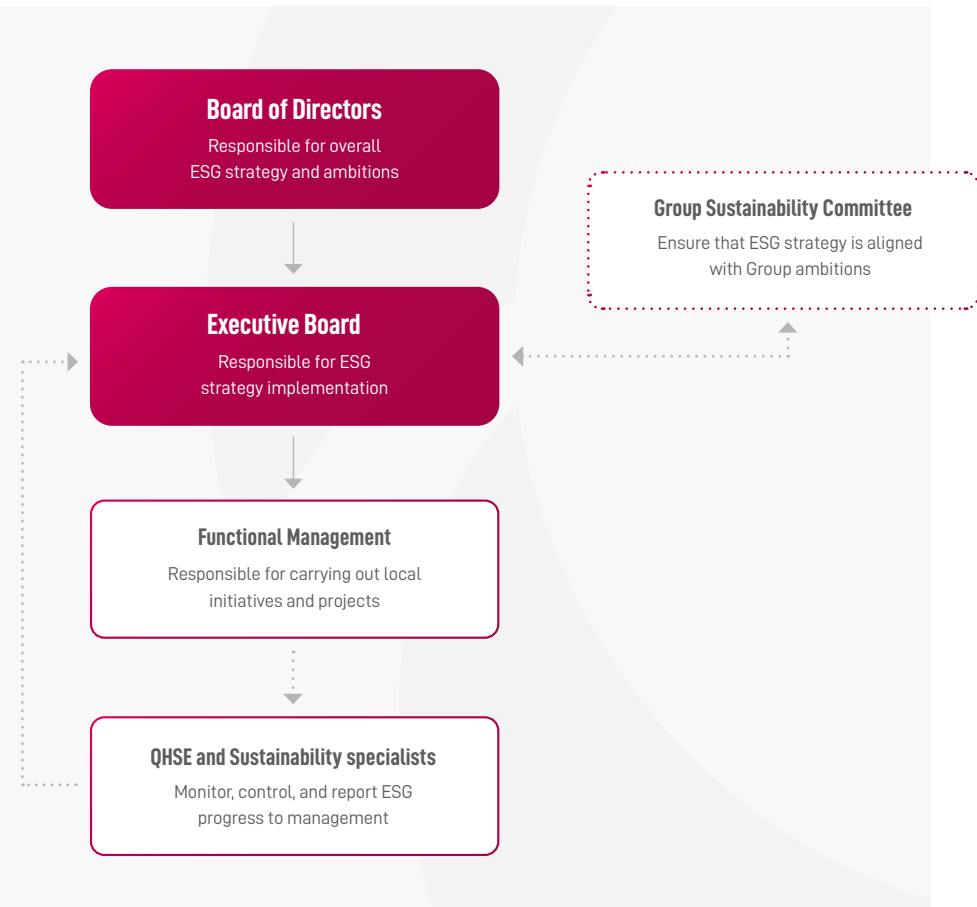 Board of Directors
Responsible for overall
ESG strategy and ambitions
Group Sustainability Committee
Ensure that ESG strategy is aligned
with Group ambitions
Executive Board
Responsible for ESG
strategy implementation
Functional Management
Responsible for carrying out local
initiatives and projects
QHSE and Sustainability specialists
Monitor, control, and report ESG
progress to management